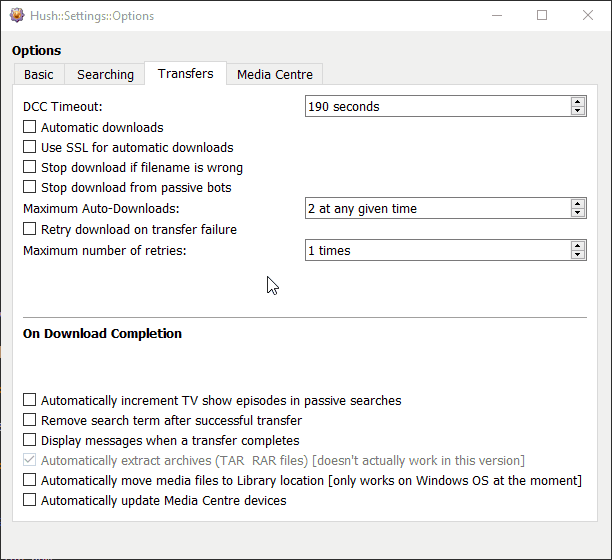 Hush::Settings::Options
Options
Basic Searching Transfers Media Centre
DCC Timeout: 190 seconds
Automatic downloads
Use SSL for automatic downloads
Stop download if filename is wrong
Stop download from passive bots
Maximum Auto-Downloads: 2 at any given time
Retry download on transfer failure
Maximum number of retries: 1 times
On Download Completion
Automatically increment TV show episodes in passive searches
Remove search term after successful transfer
Display messages when a transfer completes
Automatically extract archives (TAR RAR files) [doesn't actually work in this version]
Automatically move media files to Library location [only works on Windows OS at the moment]
Automatically update Media Centre devices